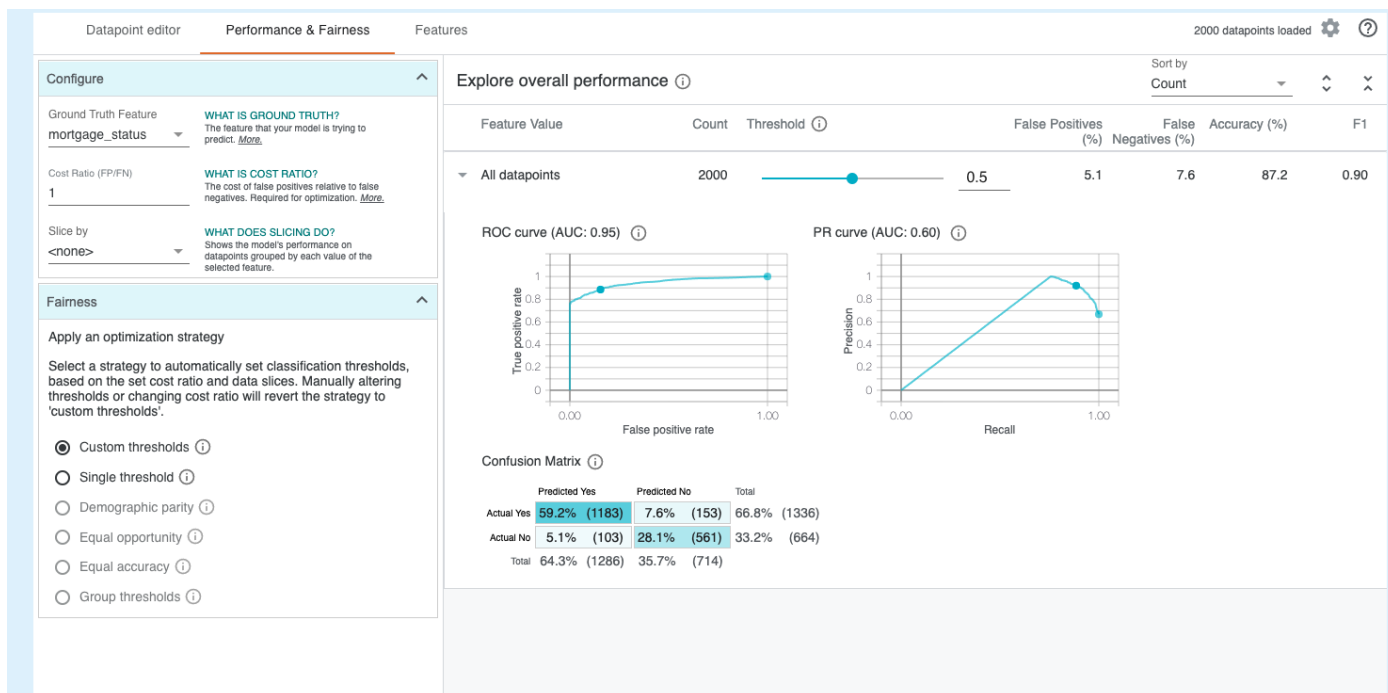 Datapoint editor
Performance & Fairness
Features
2000 datapoints loaded
Configure
Ground Truth Feature
mortgage_status
WHAT IS GROUND TRUTH?
The feature that your model is trying to
predict. More.
Cost Ratio (FP/FN)
1
WHAT IS COST RATIO?
The cost of false positives relative to false
negatives. Required for optimization. More.
Slice by
<none>
WHAT DOES SLICING DO?
Shows the model's performance on
datapoints grouped by each value of the
selected feature.
Fairness
Apply an optimization strategy
Select a strategy to automatically set classification thresholds,
based on the set cost ratio and data slices. Manually altering
thresholds or changing cost ratio will revert the strategy to
'custom thresholds'.
Custom thresholds
Single threshold
Demographic parity
Equal opportunity
Equal accuracy
Group thresholds
Explore overall performance
Sort by
Count
Feature Value Count Threshold False Positives (%) False Negatives (%) Accuracy (%) F1
All datapoints 2000 0.5 5.1 7.6 87.2 0.90
ROC curve (AUC: 0.95)
True positive rate
1
0.8
0.6
0.4
0.2
0
0.00 1.00
False positive rate
PR curve (AUC: 0.60)
Precision
1
0.8
0.6
0.4
0.2
0
0.00 1.00
Recall
Confusion Matrix
Predicted Yes Predicted No Total
Actual Yes 59.2% (1183) 7.6% (153) 66.8% (1336)
Actual No 5.1% (103) 28.1% (561) 33.2% (664)
Total 64.3% (1286) 35.7% (714)